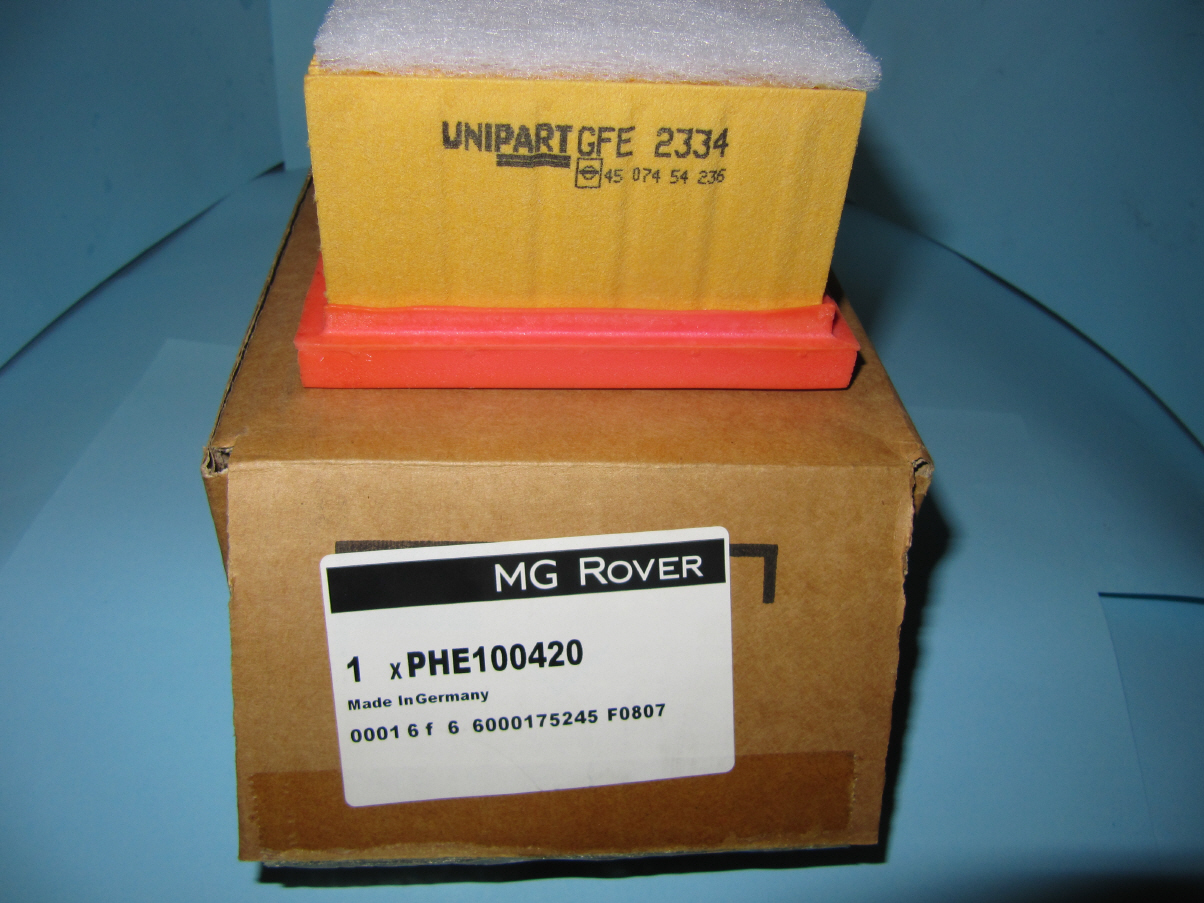 UNIPART GFE 2334
45 074 54 236
MG ROVER
1 x PHE100420
Made In Germany
0001 6 f 6 6000175245 F0807